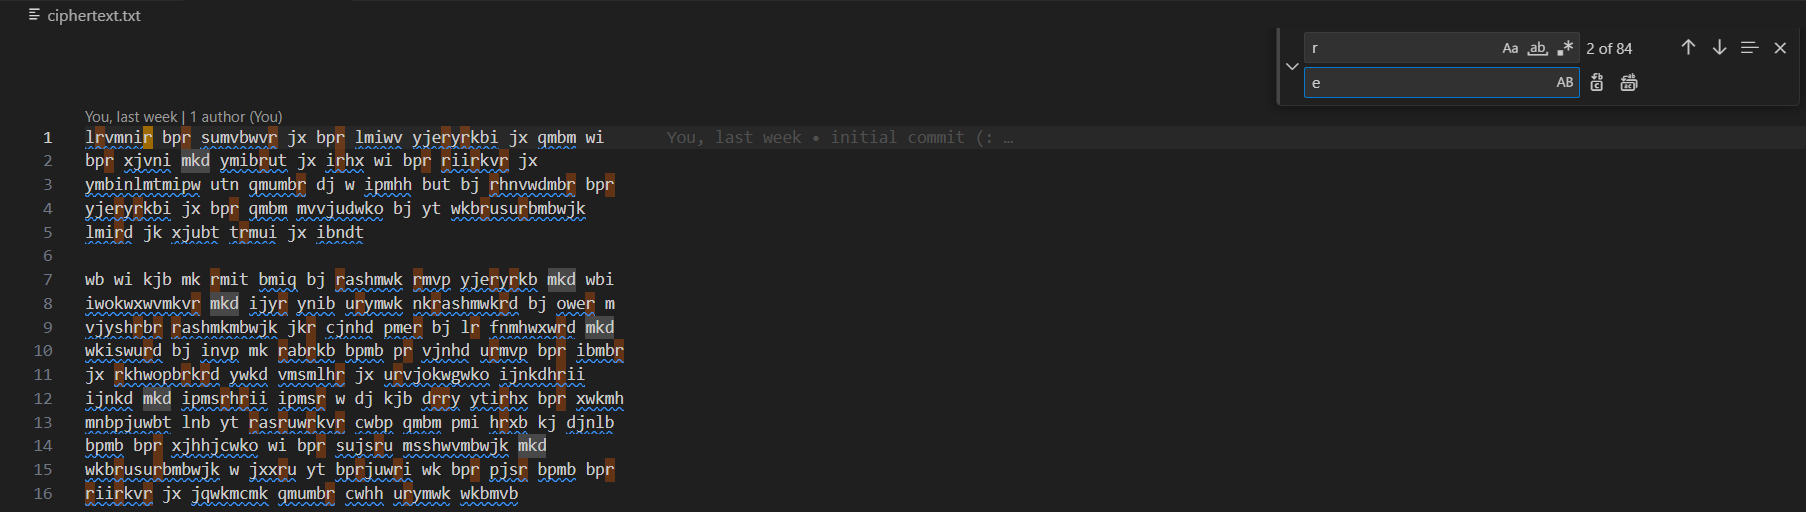 ciphertext.txt
r Aa ab .* 2 of 84
e AB
You, last week | 1 author (You)
1 lrvmnir bpr sumvbwvr jx bpr lmiwv yjeryrkbi jx qmbm wi You, last week • initial commit (: …
2 bpr xjvni mkd ymibrut jx irhx wi bpr riirkvr jx
3 ymbinlmtmipw utn qmumbr dj w ipmhh but bj rhnvwdmbr bpr
4 yjeryrkbi jx bpr qmbm mvvjudwko bj yt wkbrusurbmbwjk
5 lmird jk xjubt trmui jx ibndt
6
7 wb wi kjb mk rmit bmiq bj rashmwk rmvp yjeryrkb mkd wbi
8 iwokwxwvmkvr mkd ijyr ynib urymwk nkrashmwkrd bj ower m
9 vjyshrbr rashmkmbwjk jkr cjnhd pmer bj lr fnmhwxwrd mkd
10 wkiswurd bj invp mk rabrkb bpmb pr vjnhd urmvp bpr ibmbr
11 jx rkhwopbrkrd ywkd vmsmlhr jx urvjokwgwko ijnkdhrii
12 ijnkd mkd ipmsrhrii ipmsr w dj kjb drry ytirhx bpr xwkmh
13 mnbpjuwbt lnb yt rasruwrkvr cwbp qmbm pmi hrxb kj djnlb
14 bpmb bpr xjhhjcwko wi bpr sujsru msshwvmbwjk mkd
15 wkbrusurbmbwjk w jxxru yt bprjuwri wk bpr pjsr bpmb bpr
16 riirkvr jx jqwkmcmk qmumbr cwhh urymwk wkbmvb